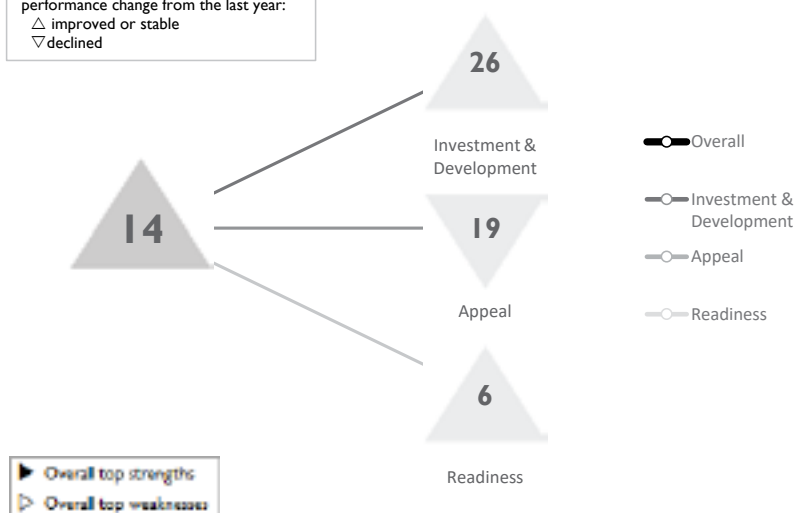 performance change from the last year:
△ improved or stable
▽ declined
26
Investment &
Development
14
19
Appeal
6
Readiness
Overall
Investment &
Development
Appeal
Readiness
▶ Overall top strengths
▷ Overall top weaknesses